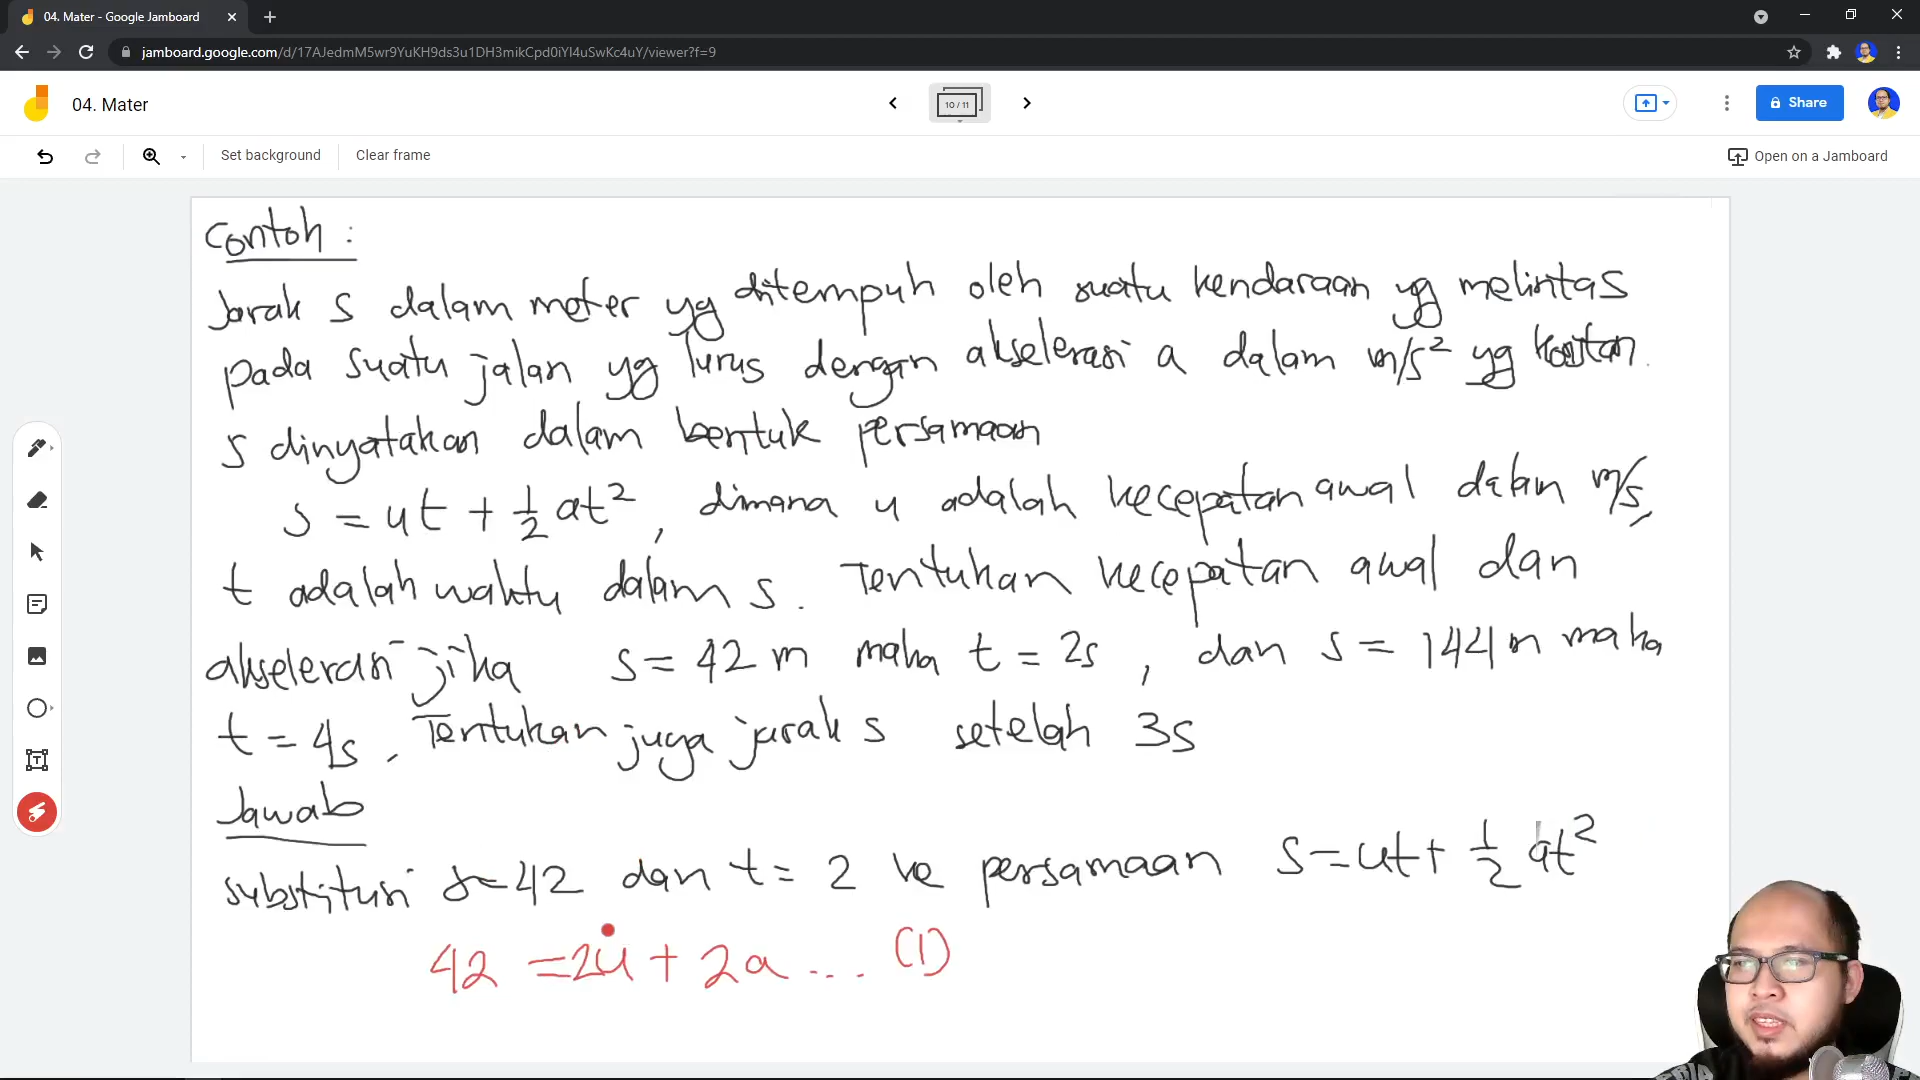 04. Mater - Google Jamboard
jamboard.google.com/d/17AJedmM5wr9YuKH9ds3u1DH3mikCpd0iYI4uSwKc4uY/viewer?f=9
04. Mater
10 / 11
Share
Set background
Clear frame
Open on a Jamboard
Contoh :
Jarak s dalam meter yg ditempuh oleh suatu kendaraan yg melintas
pada suatu jalan yg lurus dengan akselerasi a dalam m/s² yg konstan.
s dinyatakan dalam bentuk persamaan
s = ut + 1/2 at², dimana u adalah kecepatan awal dalam m/s,
t adalah waktu dalam s. Tentukan kecepatan awal dan
akselerasi jika s = 42 m maka t = 2s , dan s = 144 m maka
t = 4s. Tentukan juga jarak s setelah 3s
Jawab
substitusi s=42 dan t= 2 ke persamaan s=ut+ 1/2 at²
42 =2u + 2a ... (1)